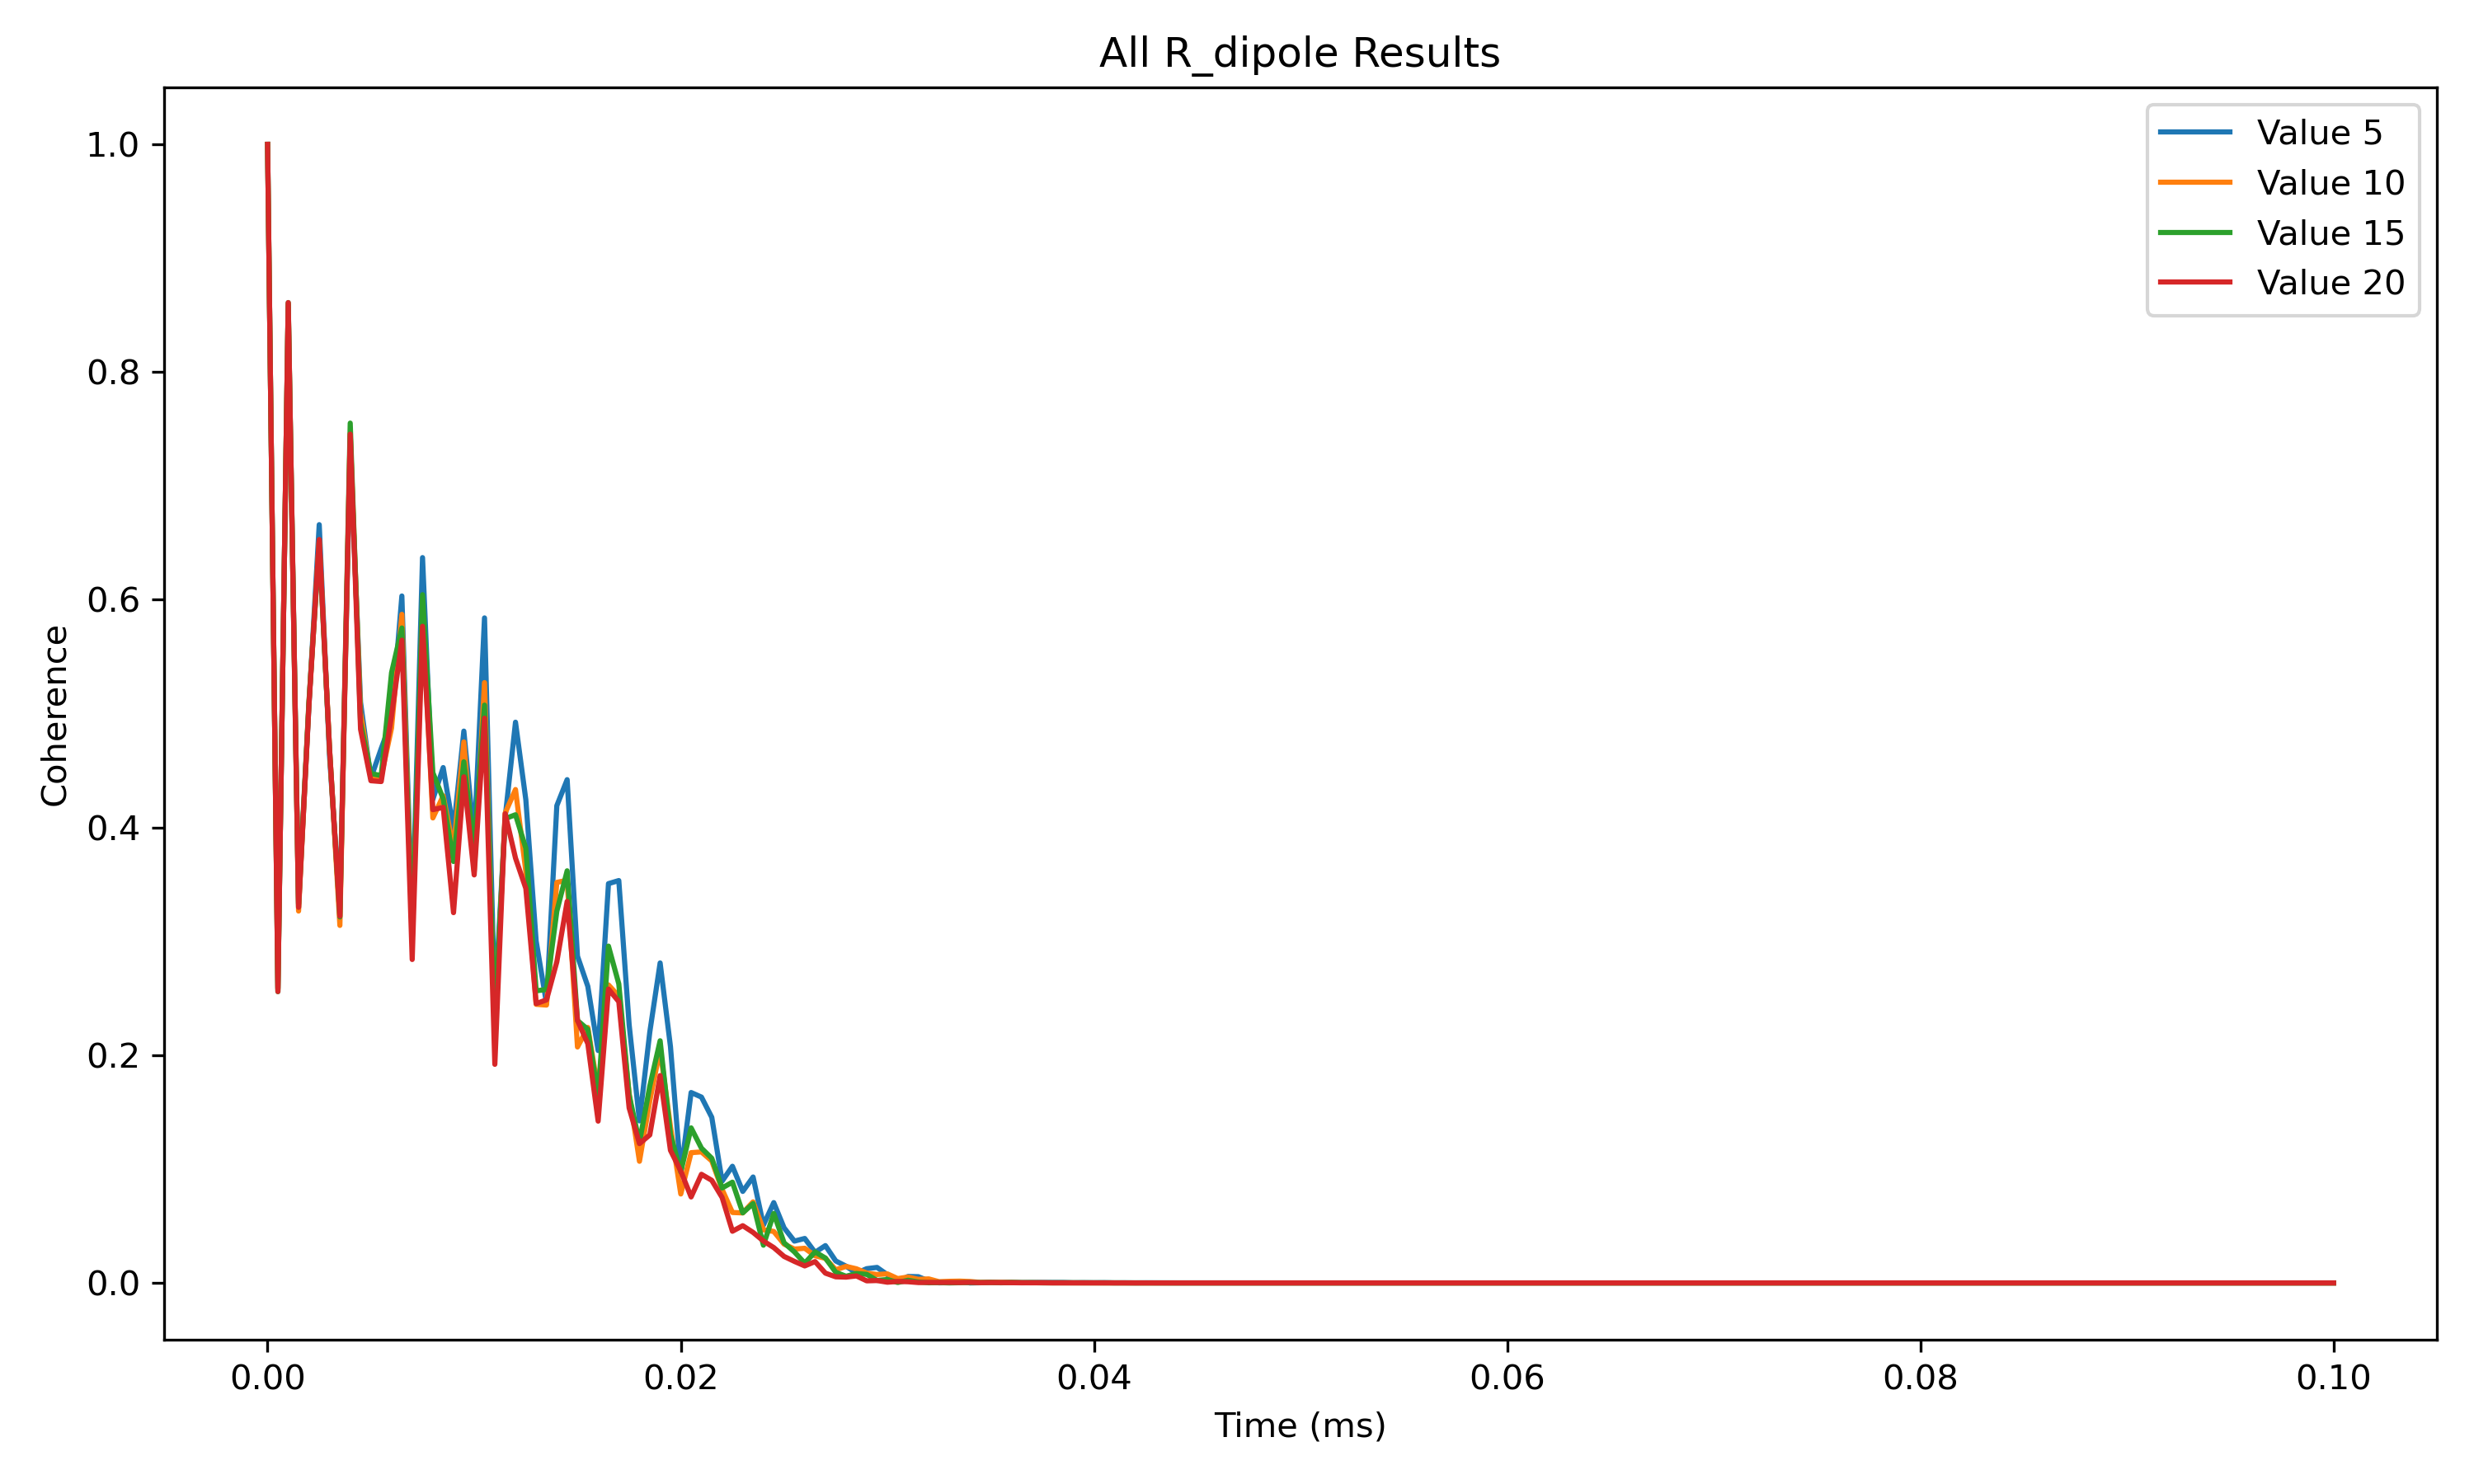 All R_dipole Results
Value 5
Value 10
Value 15
Value 20
Coherence
1.0
0.8
0.6
0.4
0.2
0.0
0.00 0.02 0.04 0.06 0.08 0.10
Time (ms)